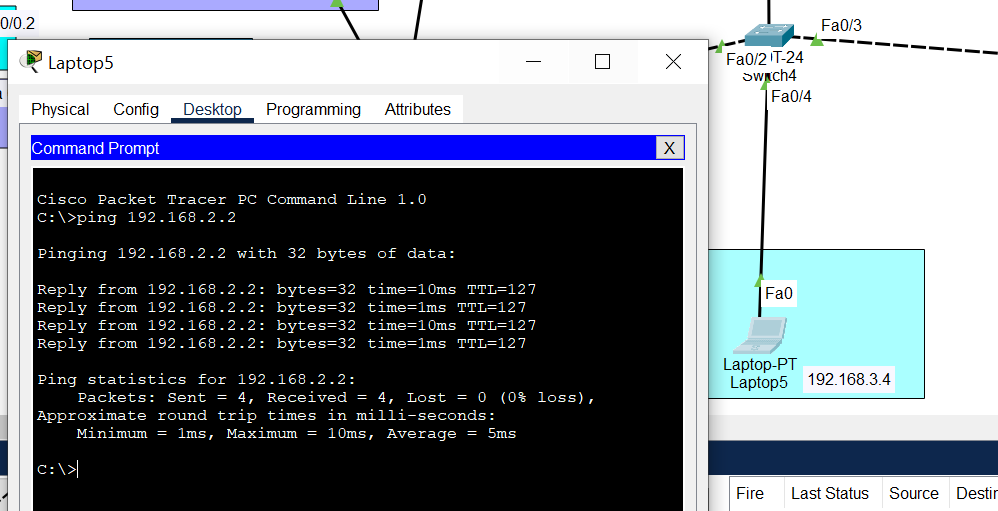 0/0.2
Laptop5
Physical Config Desktop Programming Attributes
Command Prompt X
Cisco Packet Tracer PC Command Line 1.0
C:\>ping 192.168.2.2
Pinging 192.168.2.2 with 32 bytes of data:
Reply from 192.168.2.2: bytes=32 time=10ms TTL=127
Reply from 192.168.2.2: bytes=32 time=1ms TTL=127
Reply from 192.168.2.2: bytes=32 time=10ms TTL=127
Reply from 192.168.2.2: bytes=32 time=1ms TTL=127
Ping statistics for 192.168.2.2:
Packets: Sent = 4, Received = 4, Lost = 0 (0% loss),
Approximate round trip times in milli-seconds:
Minimum = 1ms, Maximum = 10ms, Average = 5ms
C:\>
Fa0/3
Fa0/2 T-24
Switch4
Fa0/4
Fa0
Laptop-PT
Laptop5 192.168.3.4
Fire Last Status Source Destin